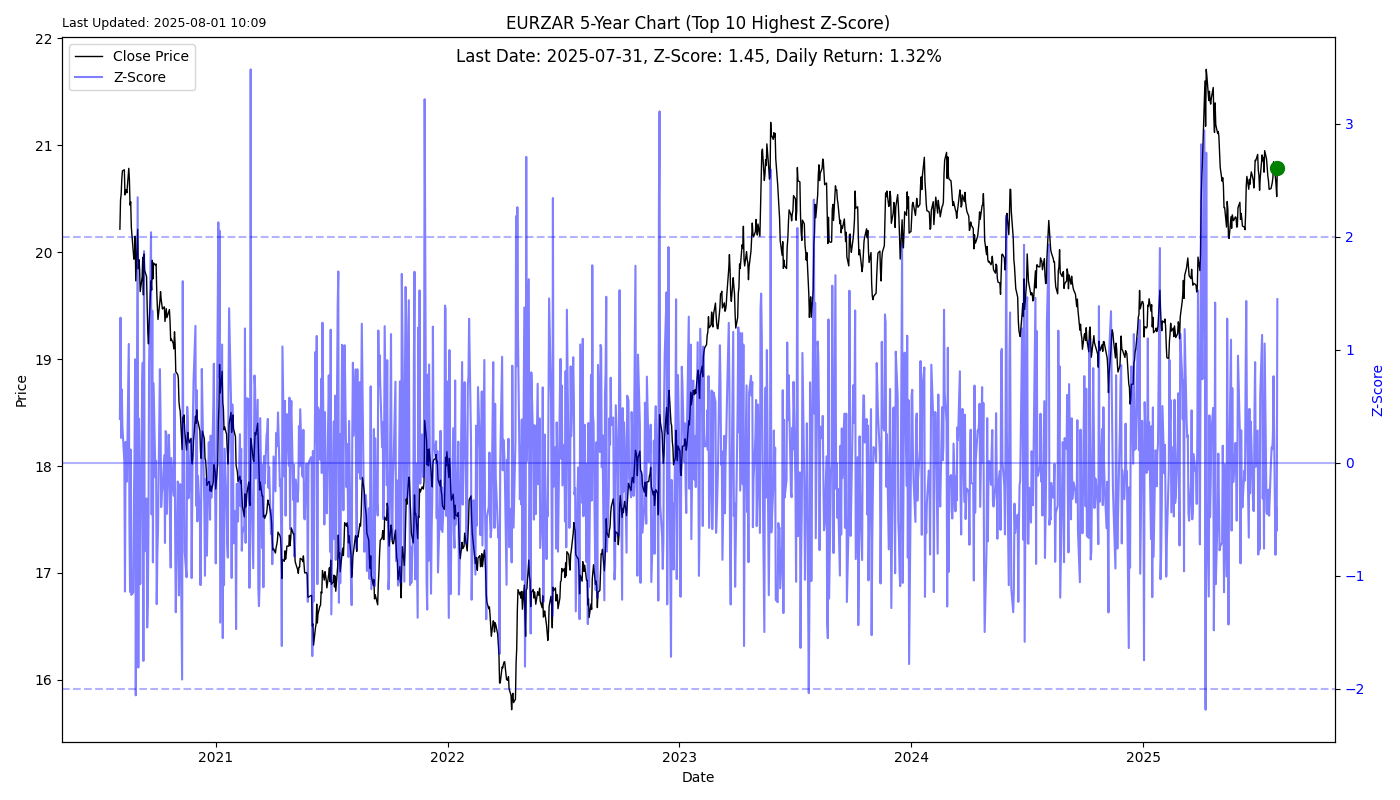 Last Updated: 2025-08-01 10:09
EURZAR 5-Year Chart (Top 10 Highest Z-Score)
Last Date: 2025-07-31, Z-Score: 1.45, Daily Return: 1.32%
Close Price
Z-Score
22
21
20
19
18
17
16
Price
3
2
1
0
−1
−2
Z-Score
2021
2022
2023
2024
2025
Date